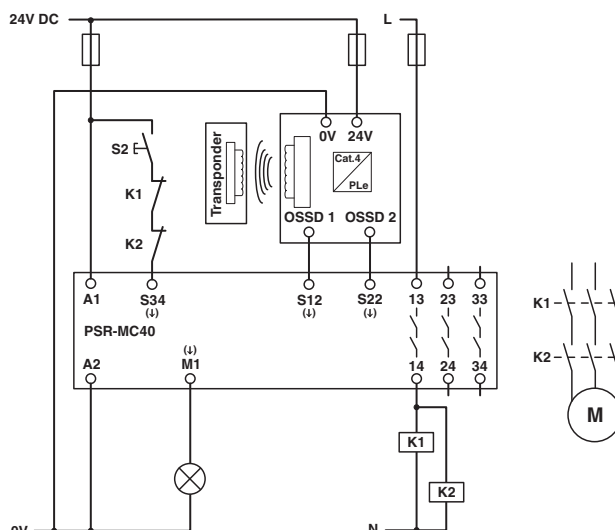 24V DC
L
0V 24V
S2
Transponder
Cat.4
PLe
K1
OSSD 1 OSSD 2
K2
A1 S34 S12 S22 13 23 33
(↓) (↓) (↓)
PSR-MC40
(↓)
A2 M1 14 24 34
K1
K2
M
K1
K2
0V
N